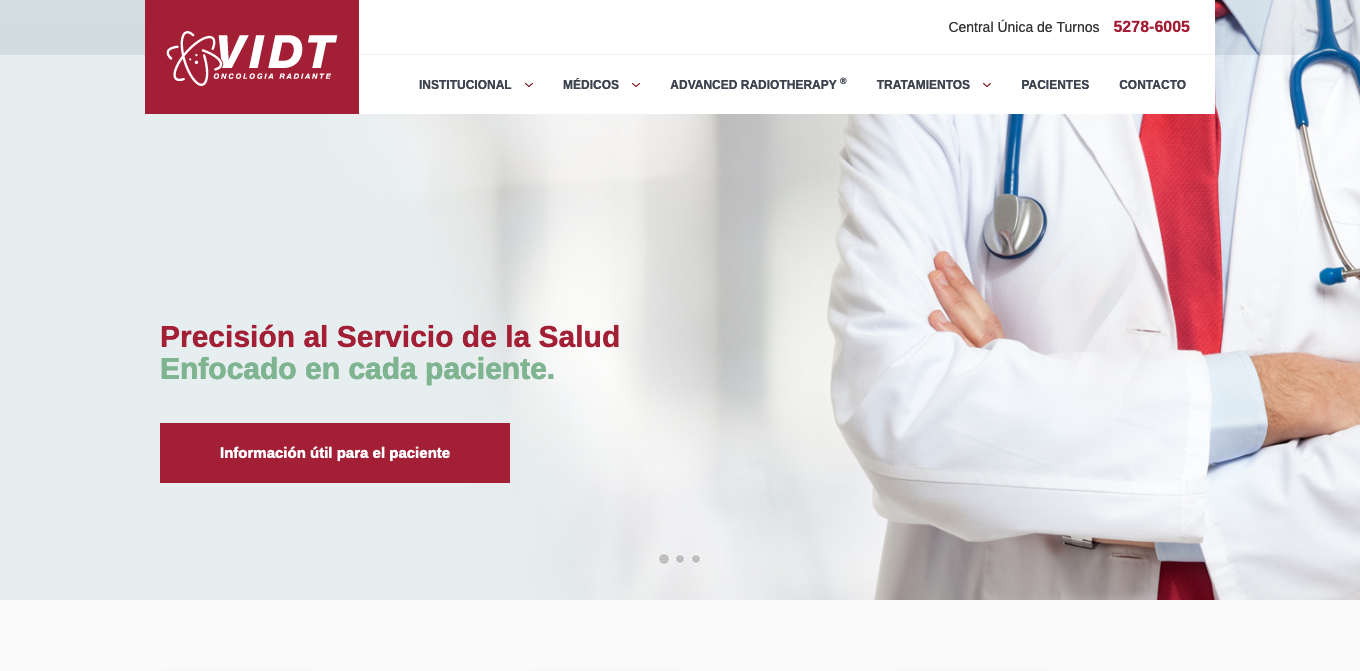 VIDT
ONCOLOGIA RADIANTE
Central Única de Turnos 5278-6005
INSTITUCIONAL MÉDICOS ADVANCED RADIOTHERAPY ® TRATAMIENTOS PACIENTES CONTACTO
Precisión al Servicio de la Salud
Enfocado en cada paciente.
Información útil para el paciente